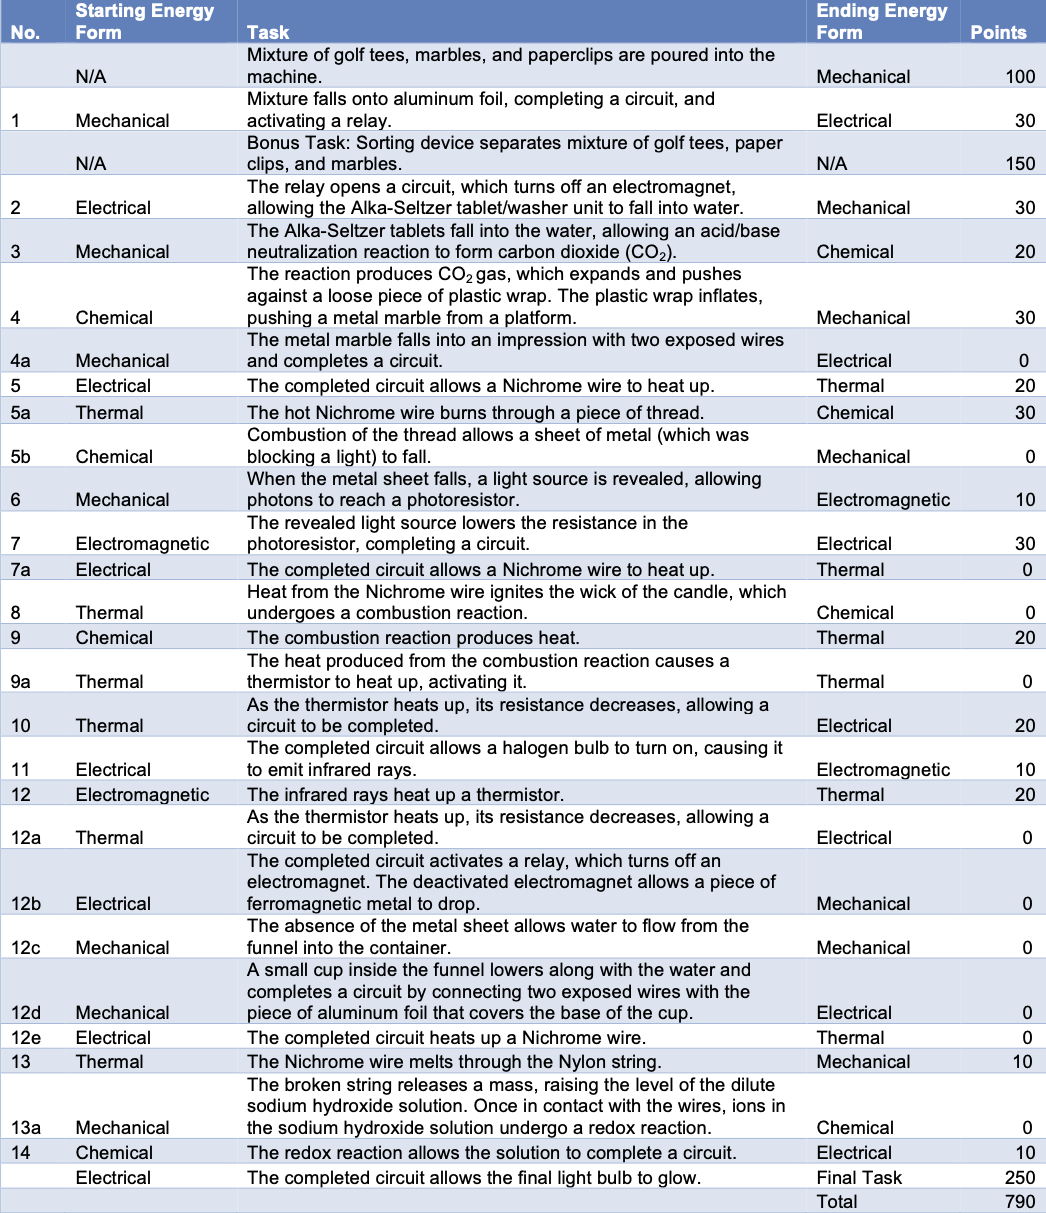 No. Starting Energy Form Task Ending Energy Form Points
N/A Mixture of golf tees, marbles, and paperclips are poured into the machine. Mechanical 100
1 Mechanical Mixture falls onto aluminum foil, completing a circuit, and activating a relay. Electrical 30
N/A Bonus Task: Sorting device separates mixture of golf tees, paper clips, and marbles. N/A 150
2 Electrical The relay opens a circuit, which turns off an electromagnet, allowing the Alka-Seltzer tablet/washer unit to fall into water. Mechanical 30
3 Mechanical The Alka-Seltzer tablets fall into the water, allowing an acid/base neutralization reaction to form carbon dioxide (CO₂). Chemical 20
4 Chemical The reaction produces CO₂ gas, which expands and pushes against a loose piece of plastic wrap. The plastic wrap inflates, pushing a metal marble from a platform. Mechanical 30
4a Mechanical The metal marble falls into an impression with two exposed wires and completes a circuit. Electrical 0
5 Electrical The completed circuit allows a Nichrome wire to heat up. Thermal 20
5a Thermal The hot Nichrome wire burns through a piece of thread. Chemical 30
5b Chemical Combustion of the thread allows a sheet of metal (which was blocking a light) to fall. Mechanical 0
6 Mechanical When the metal sheet falls, a light source is revealed, allowing photons to reach a photoresistor. Electromagnetic 10
7 Electromagnetic The revealed light source lowers the resistance in the photoresistor, completing a circuit. Electrical 30
7a Electrical The completed circuit allows a Nichrome wire to heat up. Thermal 0
8 Thermal Heat from the Nichrome wire ignites the wick of the candle, which undergoes a combustion reaction. Chemical 0
9 Chemical The combustion reaction produces heat. Thermal 20
9a Thermal The heat produced from the combustion reaction causes a thermistor to heat up, activating it. Thermal 0
10 Thermal As the thermistor heats up, its resistance decreases, allowing a circuit to be completed. Electrical 20
11 Electrical The completed circuit allows a halogen bulb to turn on, causing it to emit infrared rays. Electromagnetic 10
12 Electromagnetic The infrared rays heat up a thermistor. Thermal 20
12a Thermal As the thermistor heats up, its resistance decreases, allowing a circuit to be completed. Electrical 0
12b Electrical The completed circuit activates a relay, which turns off an electromagnet. The deactivated electromagnet allows a piece of ferromagnetic metal to drop. Mechanical 0
12c Mechanical The absence of the metal sheet allows water to flow from the funnel into the container. Mechanical 0
12d Mechanical A small cup inside the funnel lowers along with the water and completes a circuit by connecting two exposed wires with the piece of aluminum foil that covers the base of the cup. Electrical 0
12e Electrical The completed circuit heats up a Nichrome wire. Thermal 0
13 Thermal The Nichrome wire melts through the Nylon string. Mechanical 10
13a Mechanical The broken string releases a mass, raising the level of the dilute sodium hydroxide solution. Once in contact with the wires, ions in the sodium hydroxide solution undergo a redox reaction. Chemical 0
14 Chemical The redox reaction allows the solution to complete a circuit. Electrical 10
Electrical The completed circuit allows the final light bulb to glow. Final Task 250
Total 790